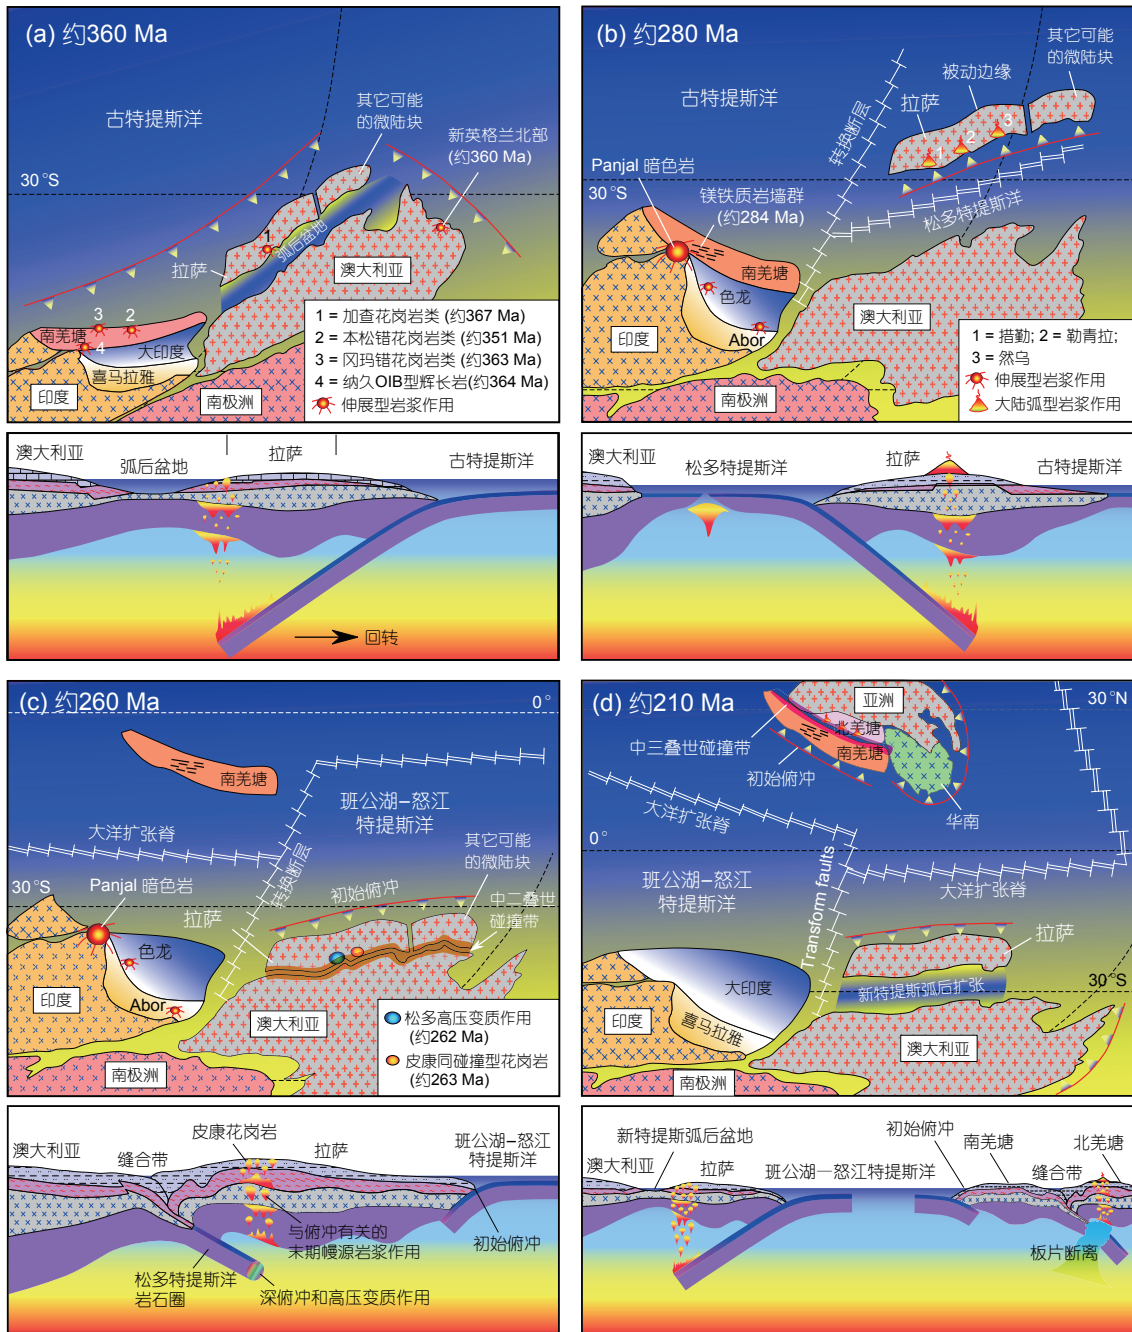 (a) 约360 Ma
古特提斯洋
其它可能
的微陆块
新英格兰北部
(约360 Ma)
30°S
1
弧后盆地
拉萨
澳大利亚
3
2
南羌塘
4
大印度
喜马拉雅
印度
南极洲
1 = 加查花岗岩类 (约367 Ma)
2 = 本松错花岗岩类 (约351 Ma)
3 = 冈玛错花岗岩类 (约363 Ma)
4 = 纳久OIB型辉长岩(约364 Ma)
伸展型岩浆作用
澳大利亚
弧后盆地
拉萨
古特提斯洋
回转
(b) 约280 Ma
古特提斯洋
其它可能
的微陆块
被动边缘
拉萨
转换断层
1
2
3
Panjal 暗色岩
30°S
镁铁质岩墙群
(约284 Ma)
松多特提斯洋
南羌塘
色龙
印度
Abor
澳大利亚
南极洲
1 = 措勤; 2 = 勒青拉;
3 = 然乌
伸展型岩浆作用
大陆弧型岩浆作用
澳大利亚
松多特提斯洋
拉萨
古特提斯洋
(c) 约260 Ma
0°
南羌塘
班公湖–怒江
特提斯洋
大洋扩张脊
转换断层
其它可能
的微陆块
30°S
Panjal 暗色岩
初始俯冲
中二叠世
碰撞带
拉萨
色龙
印度
Abor
澳大利亚
南极洲
松多高压变质作用
(约262 Ma)
皮康同碰撞型花岗岩
(约263 Ma)
澳大利亚
缝合带
皮康花岗岩
拉萨
班公湖–怒江
特提斯洋
与俯冲有关的
末期幔源岩浆作用
初始俯冲
松多特提斯洋
岩石圈
深俯冲和高压变质作用
(d) 约210 Ma
亚洲
30°N
北羌塘
中三叠世碰撞带
南羌塘
初始俯冲
华南
大洋扩张脊
0°
班公湖–怒江
特提斯洋
Transform faults
大洋扩张脊
拉萨
大印度
新特提斯弧后扩张
30°S
印度
喜马拉雅
澳大利亚
南极洲
新特提斯弧后盆地
初始俯冲
南羌塘
北羌塘
澳大利亚
拉萨
班公湖—怒江特提斯洋
缝合带
板片断离